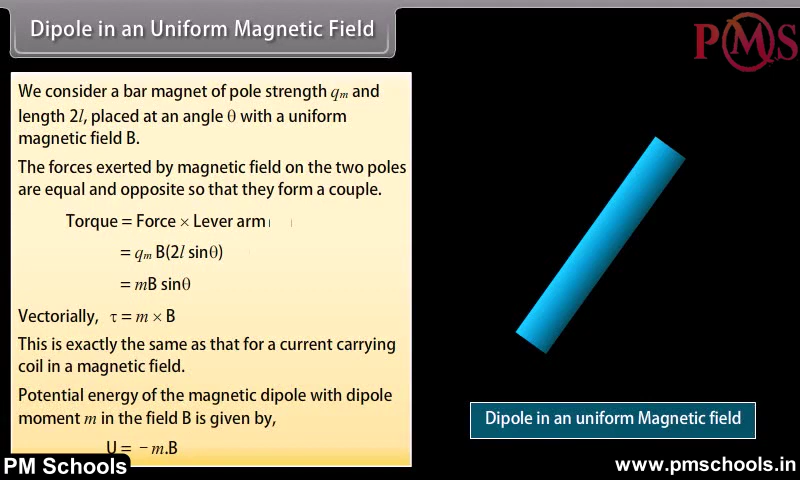 Dipole in an Uniform Magnetic Field
PMS
We consider a bar magnet of pole strength qₘ and
length 2l, placed at an angle θ with a uniform
magnetic field B.
The forces exerted by magnetic field on the two poles
are equal and opposite so that they form a couple.
Torque = Force × Lever arm
= qₘ B(2l sinθ)
= mB sinθ
Vectorially, τ = m × B
This is exactly the same as that for a current carrying
coil in a magnetic field.
Potential energy of the magnetic dipole with dipole
moment m in the field B is given by,
U = − m.B
Dipole in an uniform Magnetic field
PM Schools
www.pmschools.in